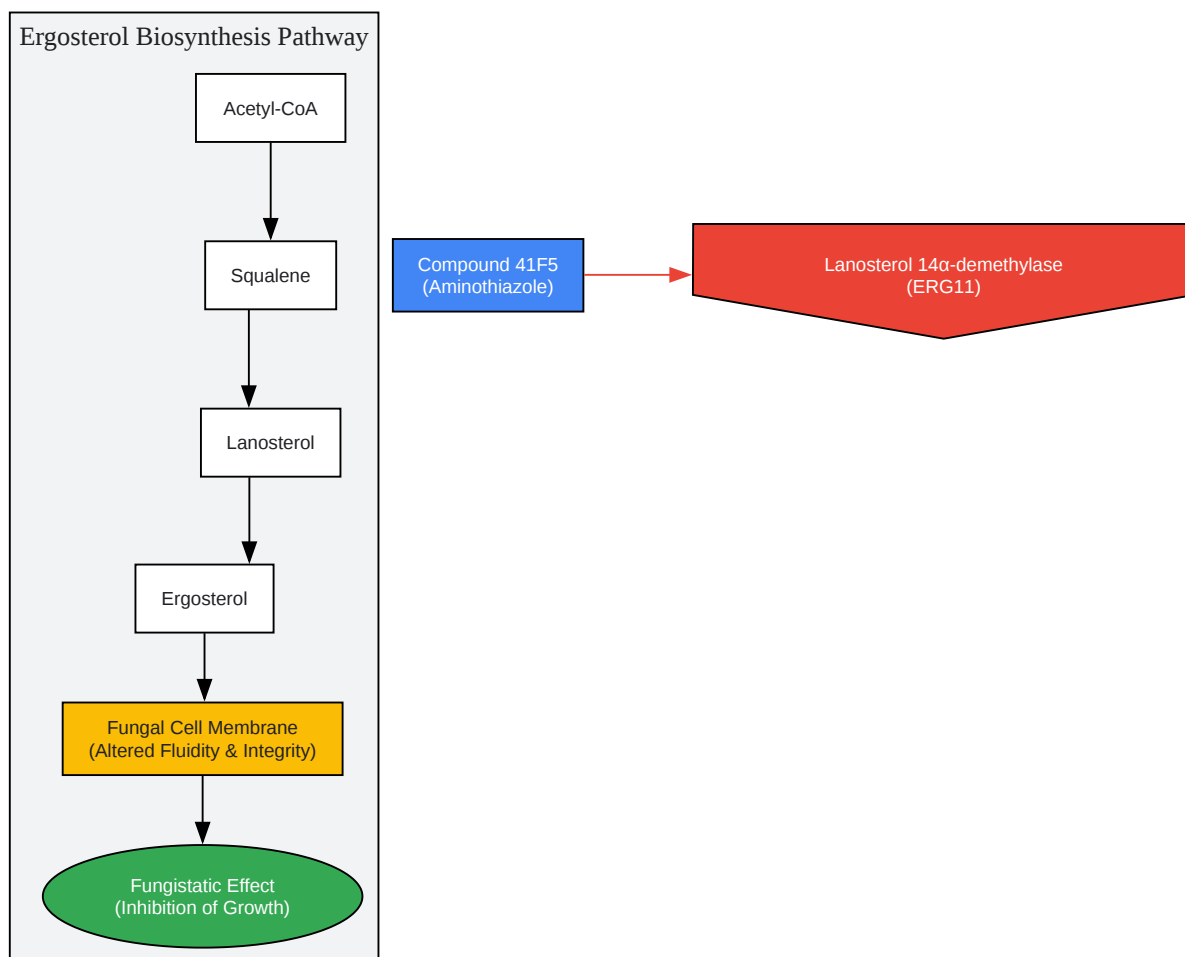 Ergosterol Biosynthesis Pathway
Acetyl-CoA
Squalene
Compound 41F5
(Aminothiazole)
Lanosterol 14α-demethylase
(ERG11)
Lanosterol
Ergosterol
Fungal Cell Membrane
(Altered Fluidity & Integrity)
Fungistatic Effect
(Inhibition of Growth)